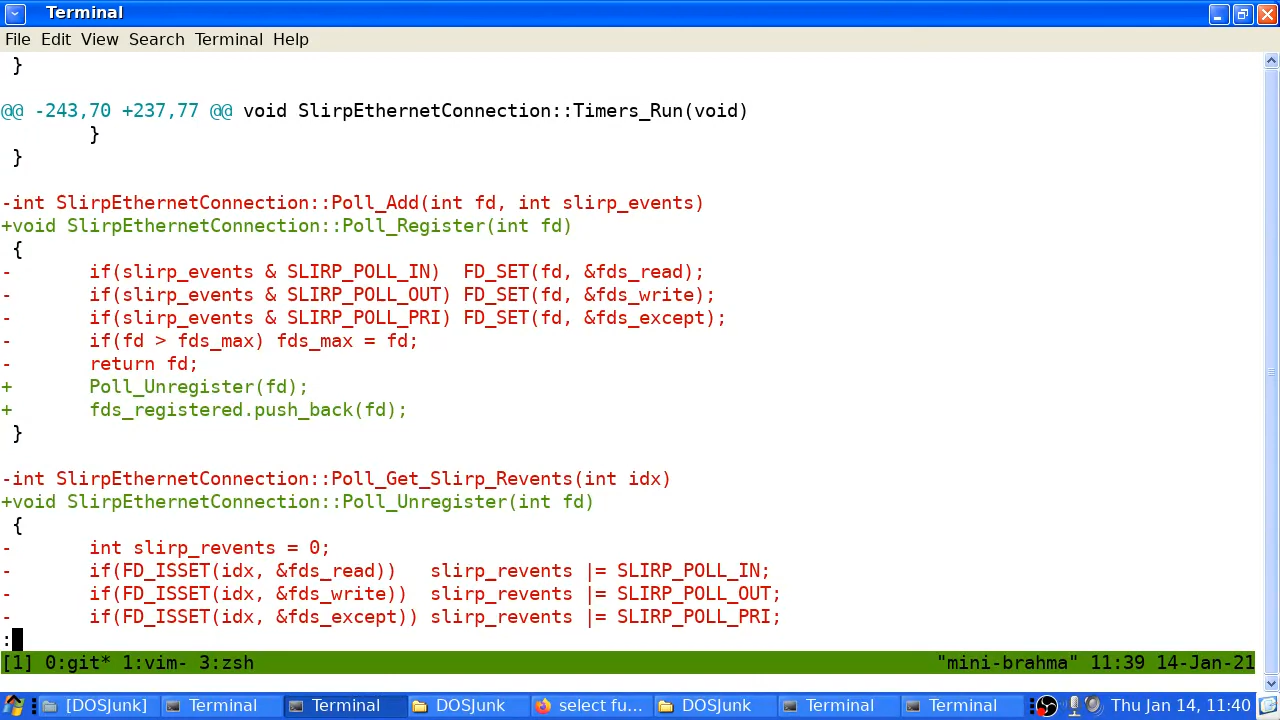 Terminal
File Edit View Search Terminal Help
 }
@@ -243,70 +237,77 @@ void SlirpEthernetConnection::Timers_Run(void)
        }
 }
-int SlirpEthernetConnection::Poll_Add(int fd, int slirp_events)
+void SlirpEthernetConnection::Poll_Register(int fd)
 {
-       if(slirp_events & SLIRP_POLL_IN)  FD_SET(fd, &fds_read);
-       if(slirp_events & SLIRP_POLL_OUT) FD_SET(fd, &fds_write);
-       if(slirp_events & SLIRP_POLL_PRI) FD_SET(fd, &fds_except);
-       if(fd > fds_max) fds_max = fd;
-       return fd;
+       Poll_Unregister(fd);
+       fds_registered.push_back(fd);
 }
-int SlirpEthernetConnection::Poll_Get_Slirp_Revents(int idx)
+void SlirpEthernetConnection::Poll_Unregister(int fd)
 {
-       int slirp_revents = 0;
-       if(FD_ISSET(idx, &fds_read))   slirp_revents |= SLIRP_POLL_IN;
-       if(FD_ISSET(idx, &fds_write))  slirp_revents |= SLIRP_POLL_OUT;
-       if(FD_ISSET(idx, &fds_except)) slirp_revents |= SLIRP_POLL_PRI;
:
[1] 0:git* 1:vim- 3:zsh "mini-brahma" 11:39 14-Jan-21
[DOSJunk] Terminal Terminal DOSJunk select fu... DOSJunk Terminal Terminal Thu Jan 14, 11:40